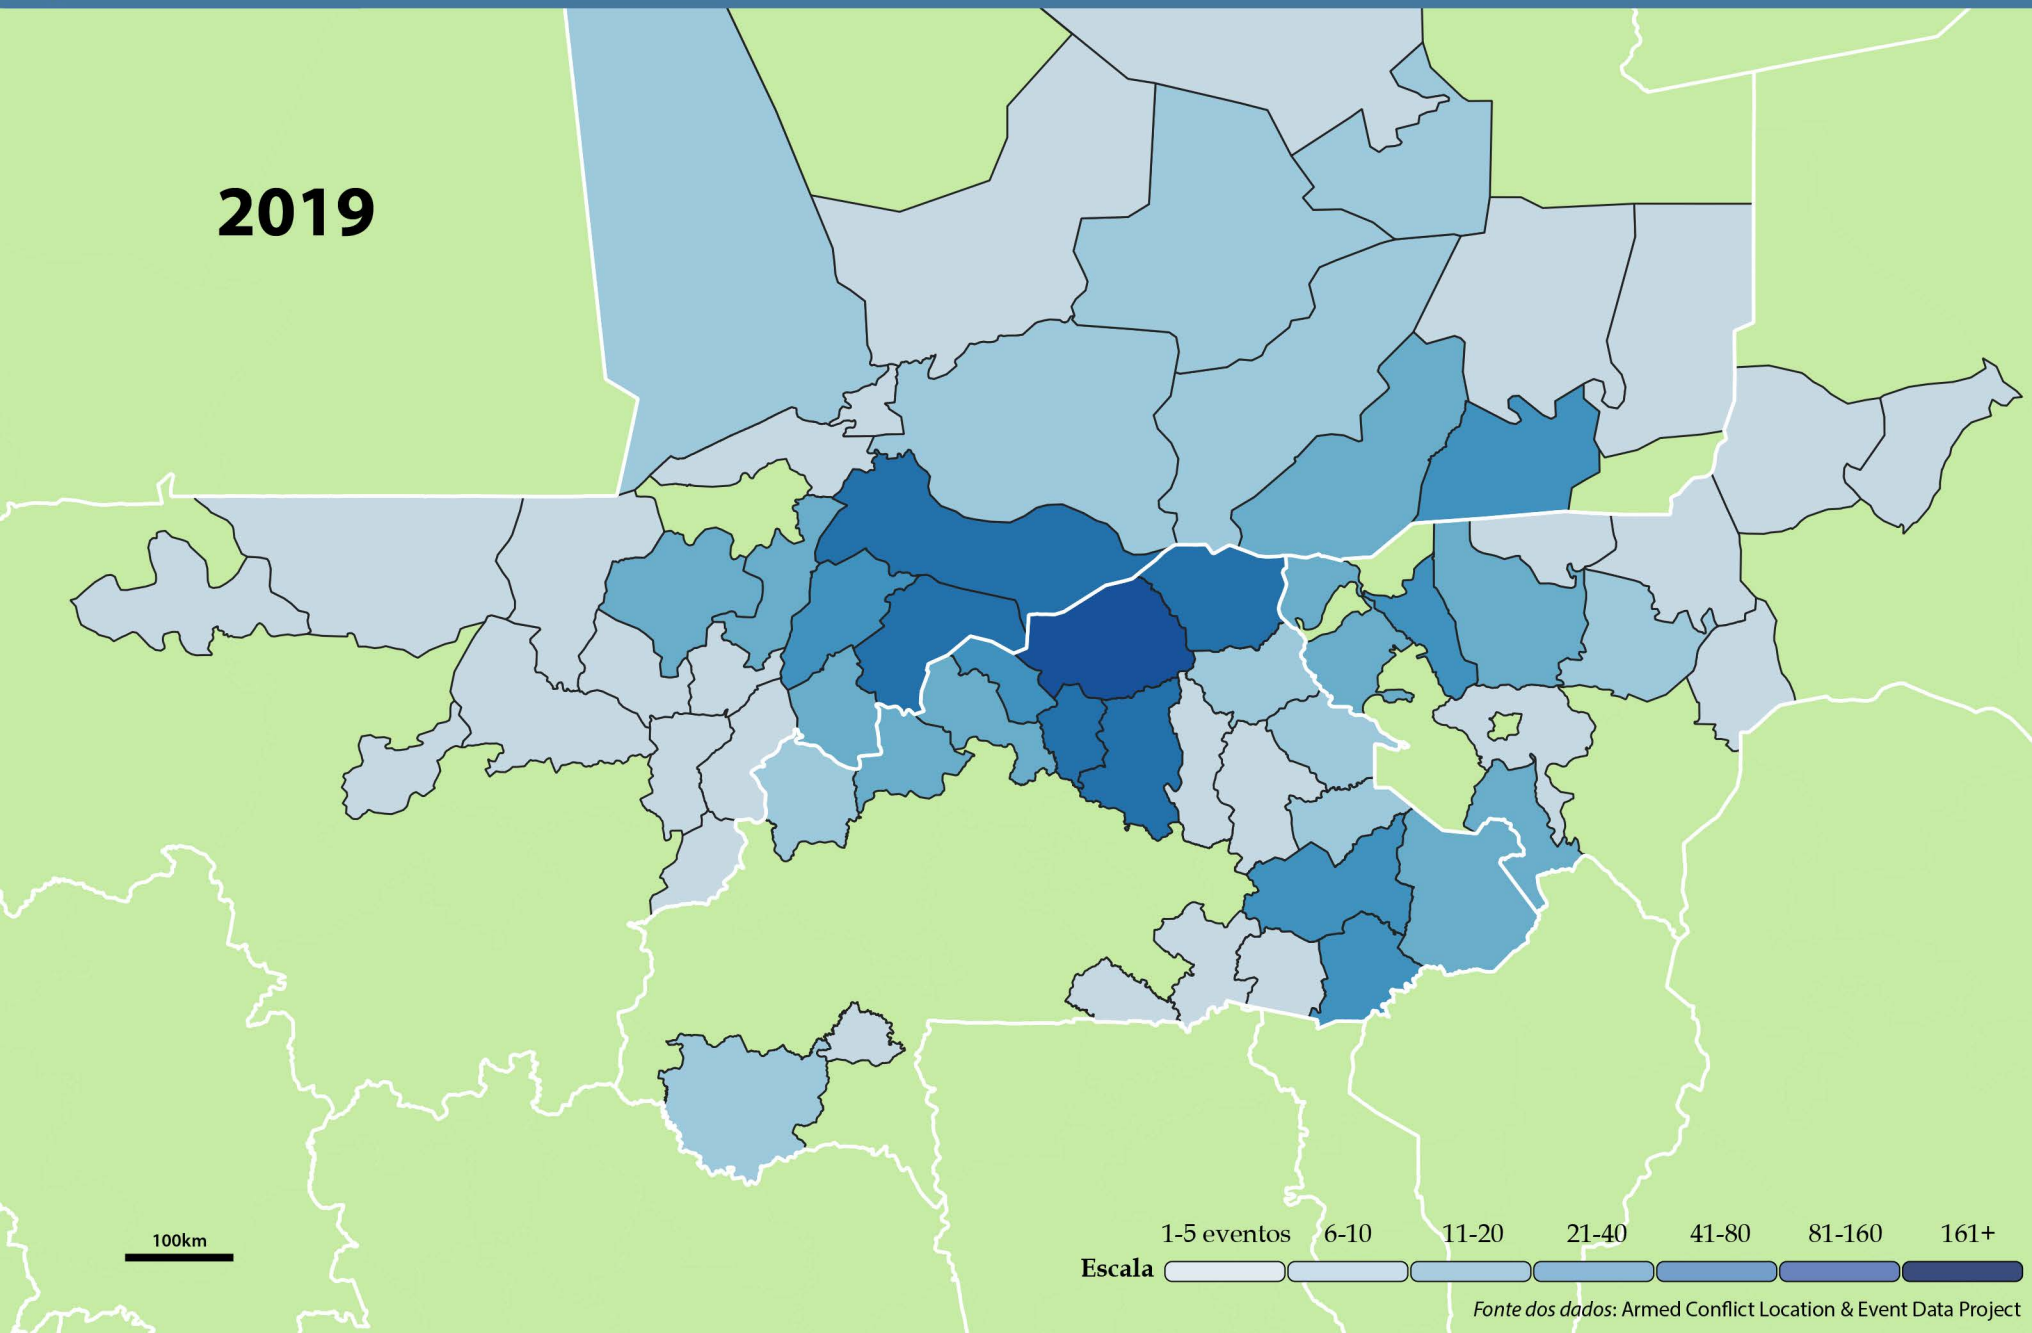 2019
100km
1-5 eventos 6-10 11-20 21-40 41-80 81-160 161+
Escala
Fonte dos dados: Armed Conflict Location & Event Data Project